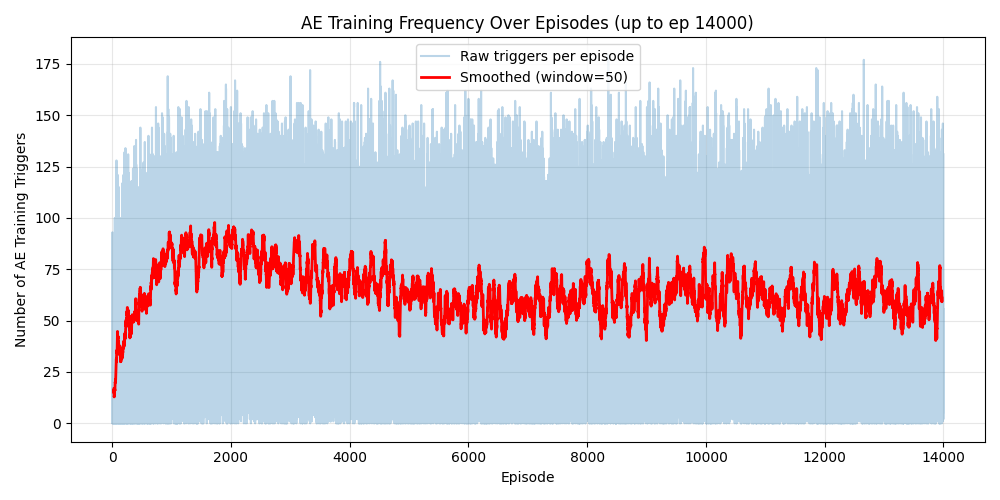 AE Training Frequency Over Episodes (up to ep 14000)
Raw triggers per episode
Smoothed (window=50)
Number of AE Training Triggers
175
150
125
100
75
50
25
0
0 2000 4000 6000 8000 10000 12000 14000
Episode